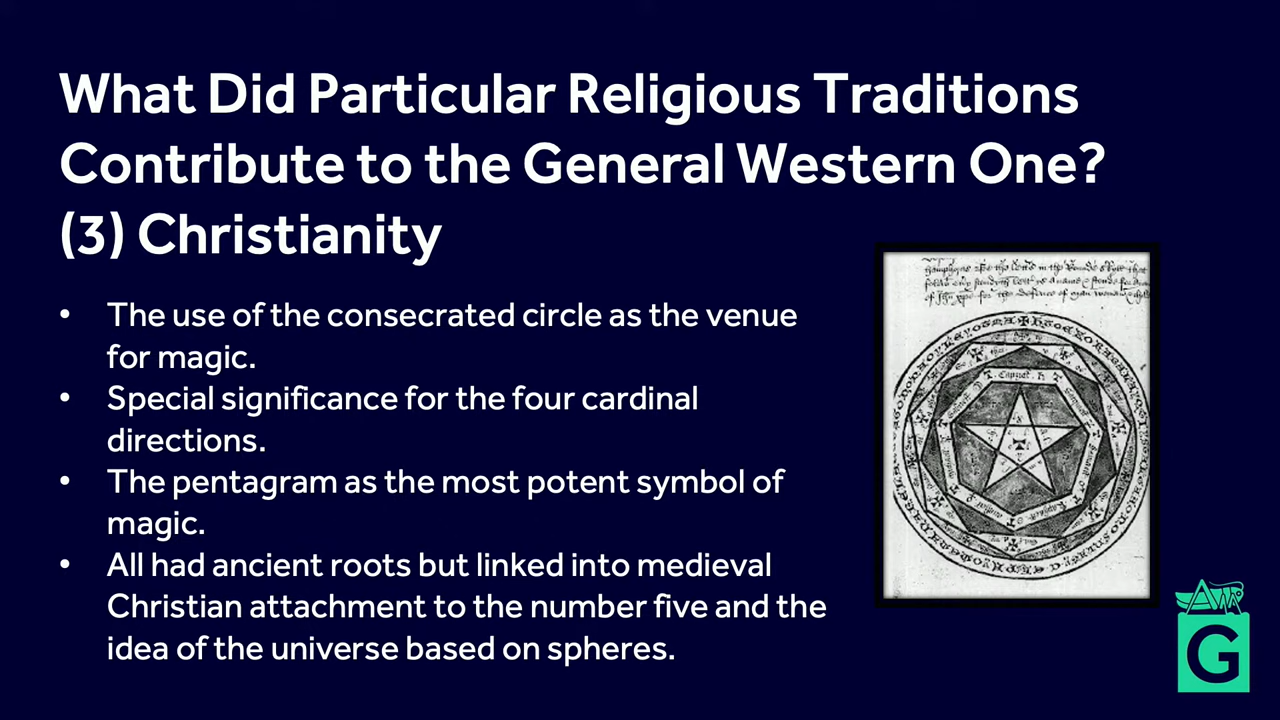 What Did Particular Religious Traditions
Contribute to the General Western One?
(3) Christianity
• The use of the consecrated circle as the venue
for magic.
• Special significance for the four cardinal
directions.
• The pentagram as the most potent symbol of
magic.
• All had ancient roots but linked into medieval
Christian attachment to the number five and the
idea of the universe based on spheres.
G